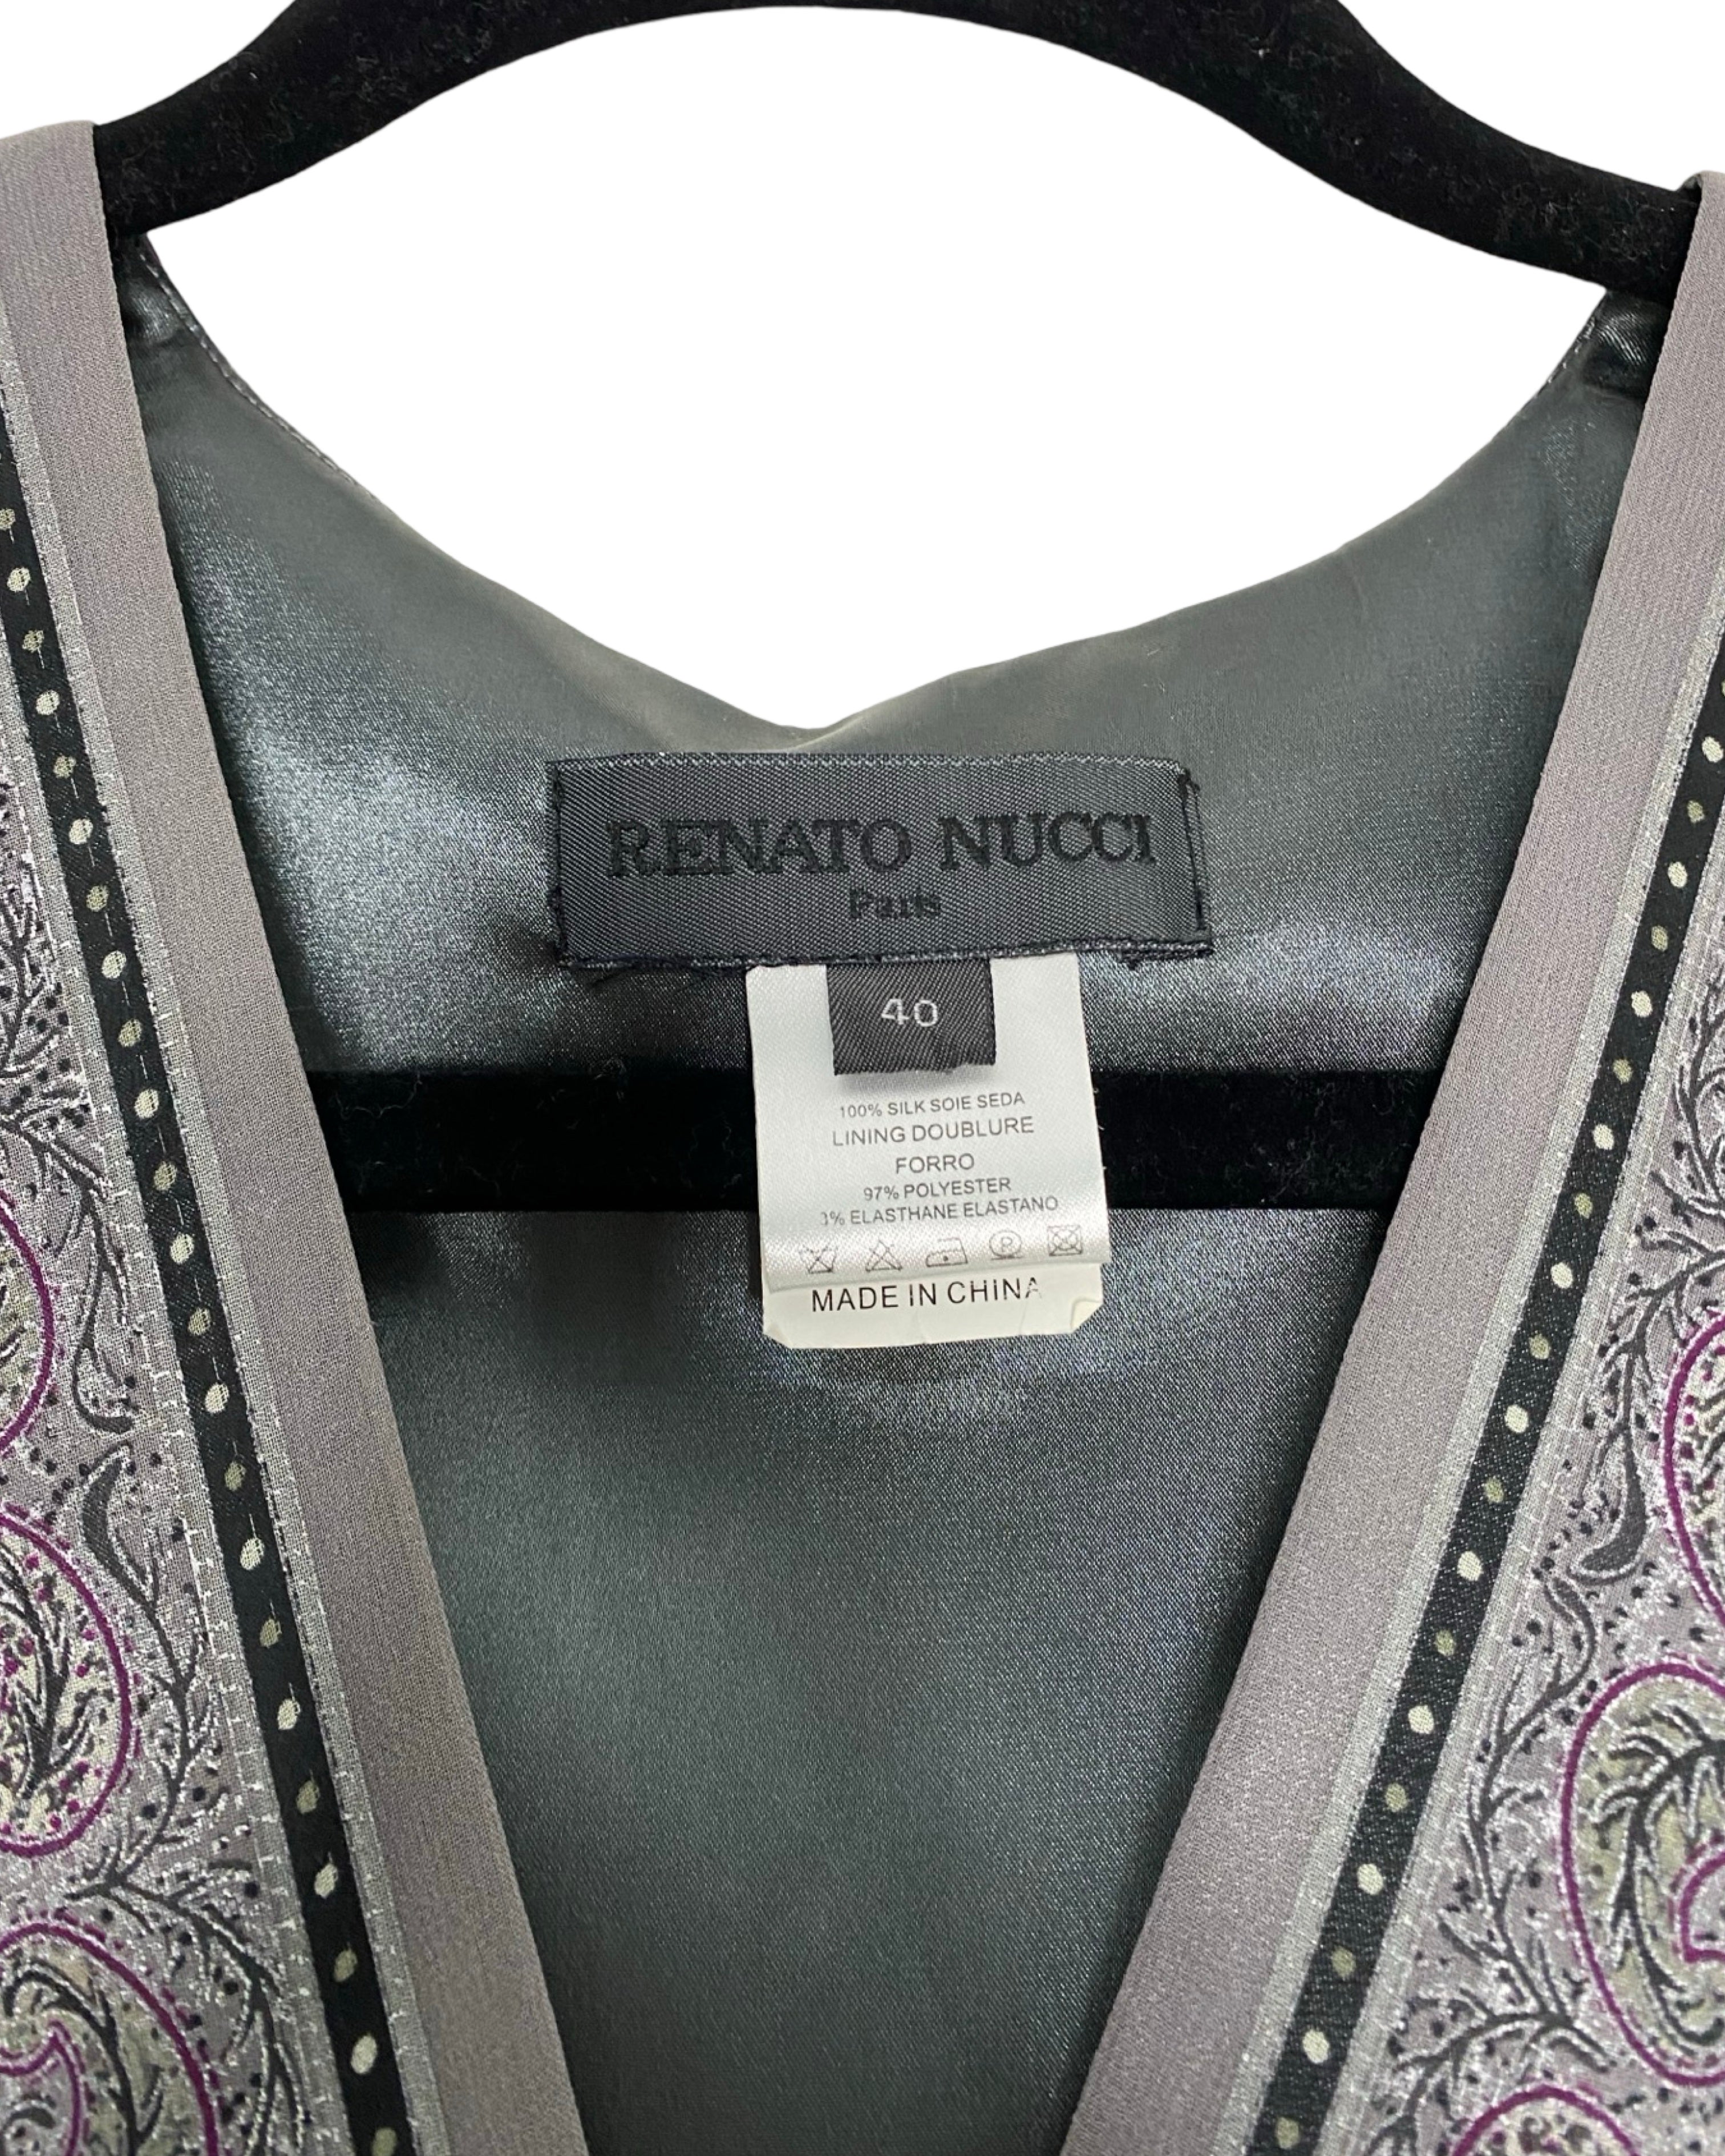 RENATO NUCCI
Paris
40
100% SILK SOIE SEDA
LINING DOUBLURE
FORRO
97% POLYESTER
3% ELASTHANE ELASTANO
P
MADE IN CHINA